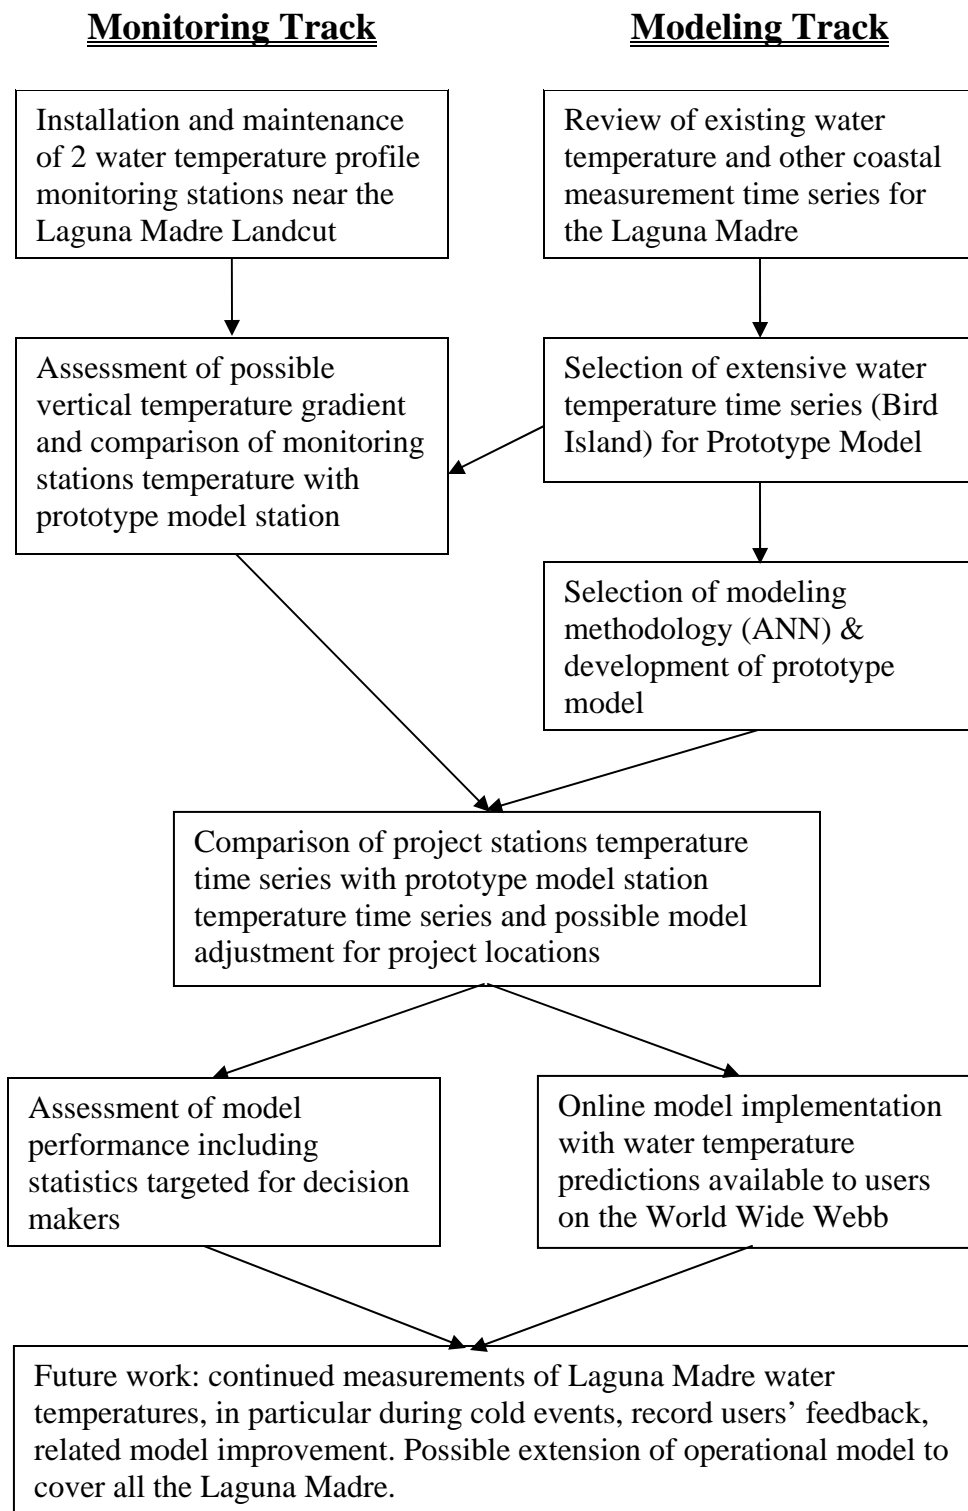 Monitoring Track
Modeling Track
Installation and maintenance
of 2 water temperature profile
monitoring stations near the
Laguna Madre Landcut
Review of existing water
temperature and other coastal
measurement time series for
the Laguna Madre
Assessment of possible
vertical temperature gradient
and comparison of monitoring
stations temperature with
prototype model station
Selection of extensive water
temperature time series (Bird
Island) for Prototype Model
Selection of modeling
methodology (ANN) &
development of prototype
model
Comparison of project stations temperature
time series with prototype model station
temperature time series and possible model
adjustment for project locations
Assessment of model
performance including
statistics targeted for decision
makers
Online model implementation
with water temperature
predictions available to users
on the World Wide Webb
Future work: continued measurements of Laguna Madre water
temperatures, in particular during cold events, record users’ feedback,
related model improvement. Possible extension of operational model to
cover all the Laguna Madre.